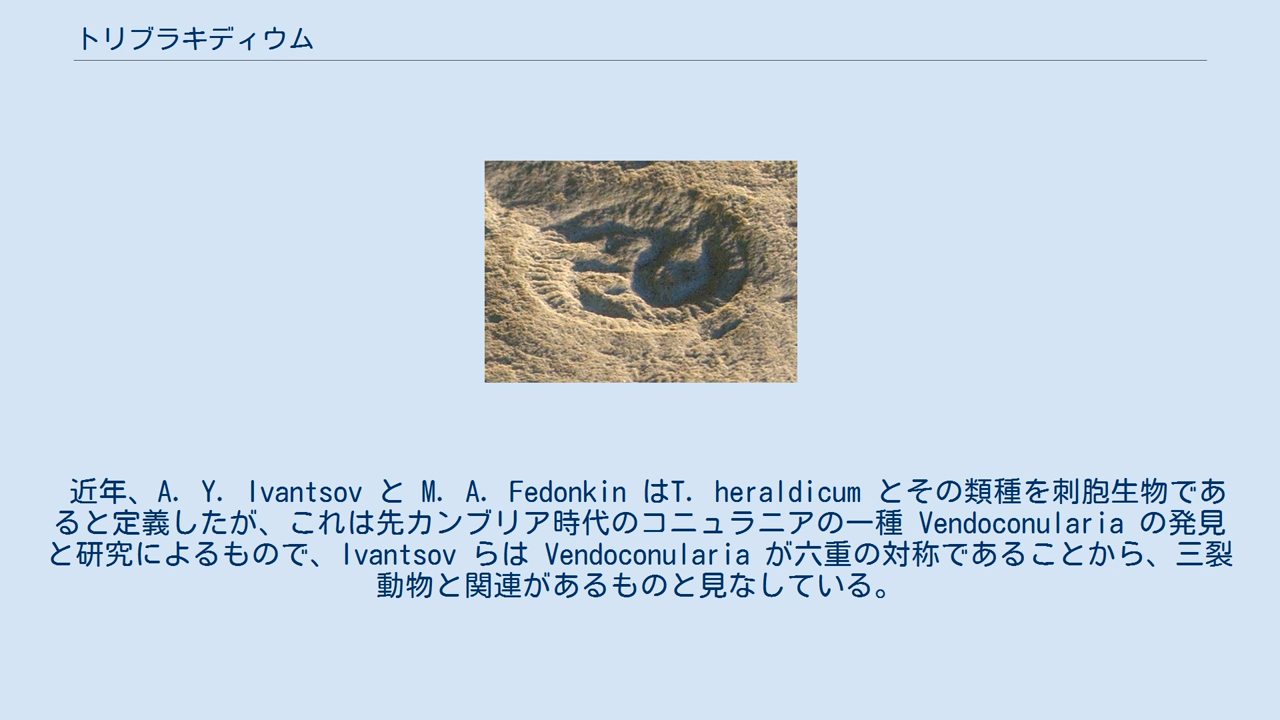 トリブラキディウム
近年、A. Y. Ivantsov と M. A. Fedonkin はT. heraldicum とその類種を刺胞生物であ
ると定義したが、これは先カンブリア時代のコニュラニアの一種 Vendoconularia の発見
と研究によるもので、Ivantsov らは Vendoconularia が六重の対称であることから、三裂
動物と関連があるものと見なしている。